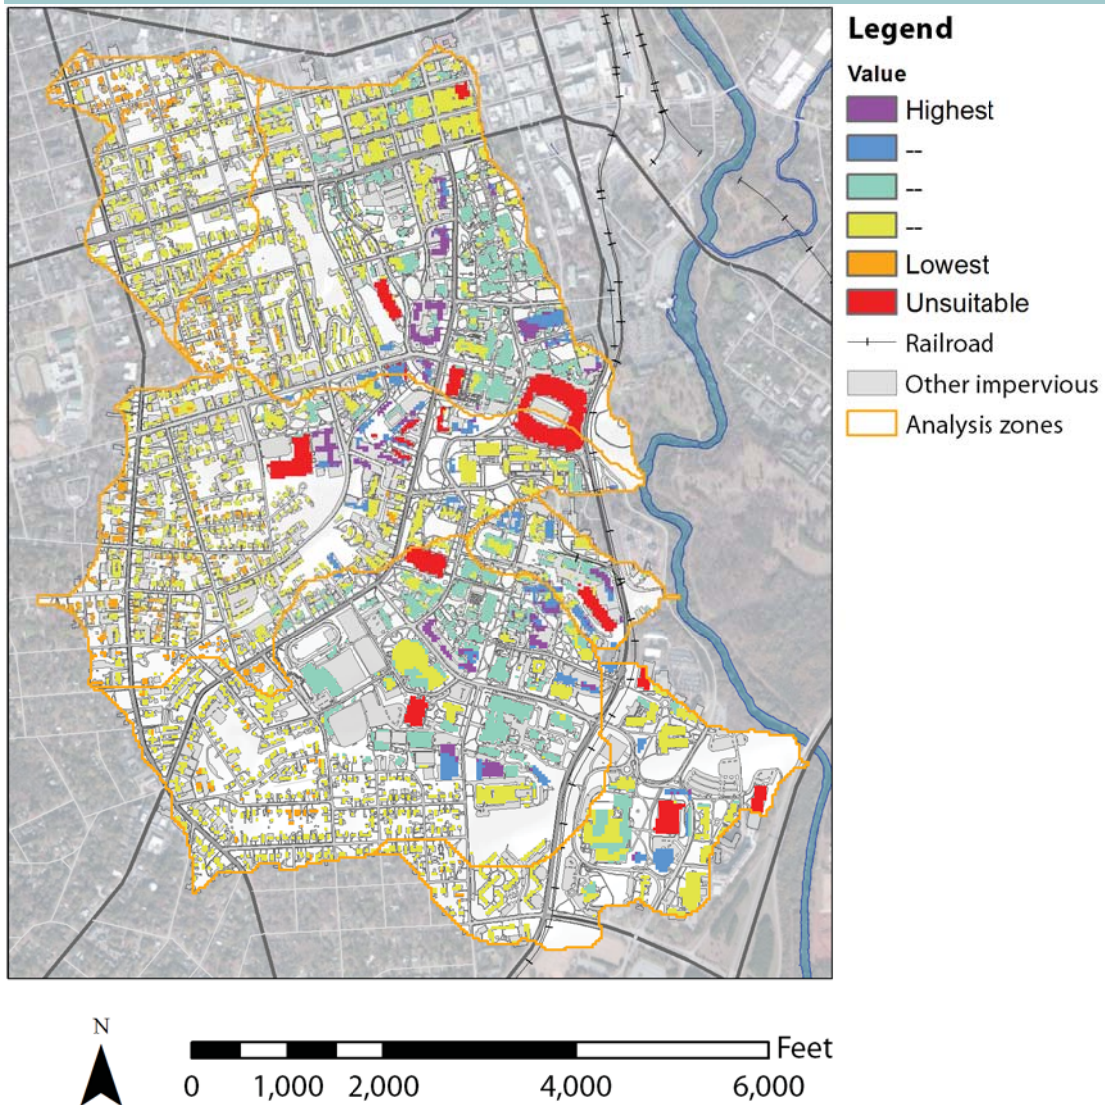 Legend
Value
Highest
--
--
--
Lowest
Unsuitable
Railroad
Other impervious
Analysis zones
N
Feet
0 1,000 2,000 4,000 6,000